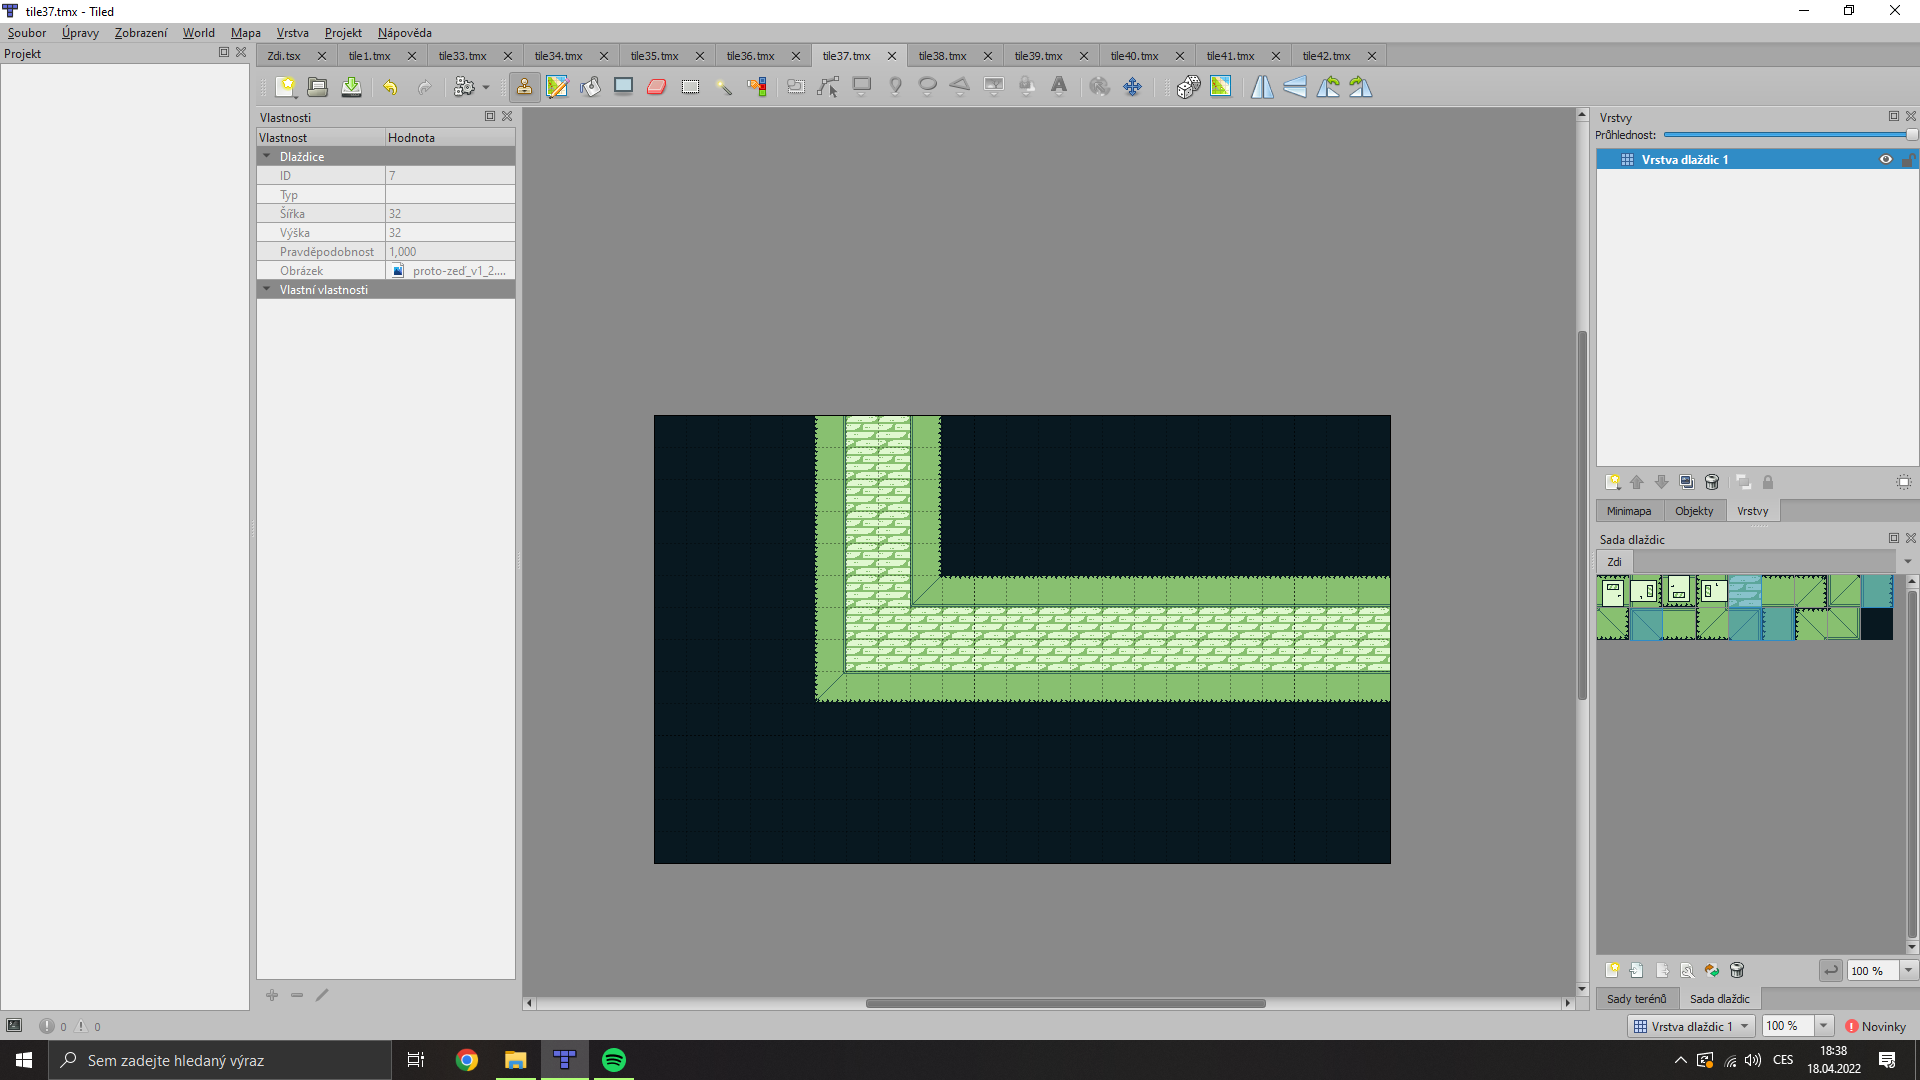 tile37.tmx - Tiled
Soubor Úpravy Zobrazení World Mapa Vrstva Projekt Nápověda
Projekt
Zdi.tsx tile1.tmx tile33.tmx tile34.tmx tile35.tmx tile36.tmx tile37.tmx tile38.tmx tile39.tmx tile40.tmx tile41.tmx tile42.tmx
Vlastnosti
Vlastnost Hodnota
Dlaždice
ID 7
Typ
Šířka 32
Výška 32
Pravděpodobnost 1,000
Obrázek proto-zeď_v1_2....
Vlastní vlastnosti
Vrstvy
Průhlednost:
Vrstva dlaždic 1
Minimapa Objekty Vrstvy
Sada dlaždic
Zdi
100 %
Sady terénů Sada dlaždic
0 0
Vrstva dlaždic 1 100 % Novinky
Sem zadejte hledaný výraz
CES
18:38
18.04.2022